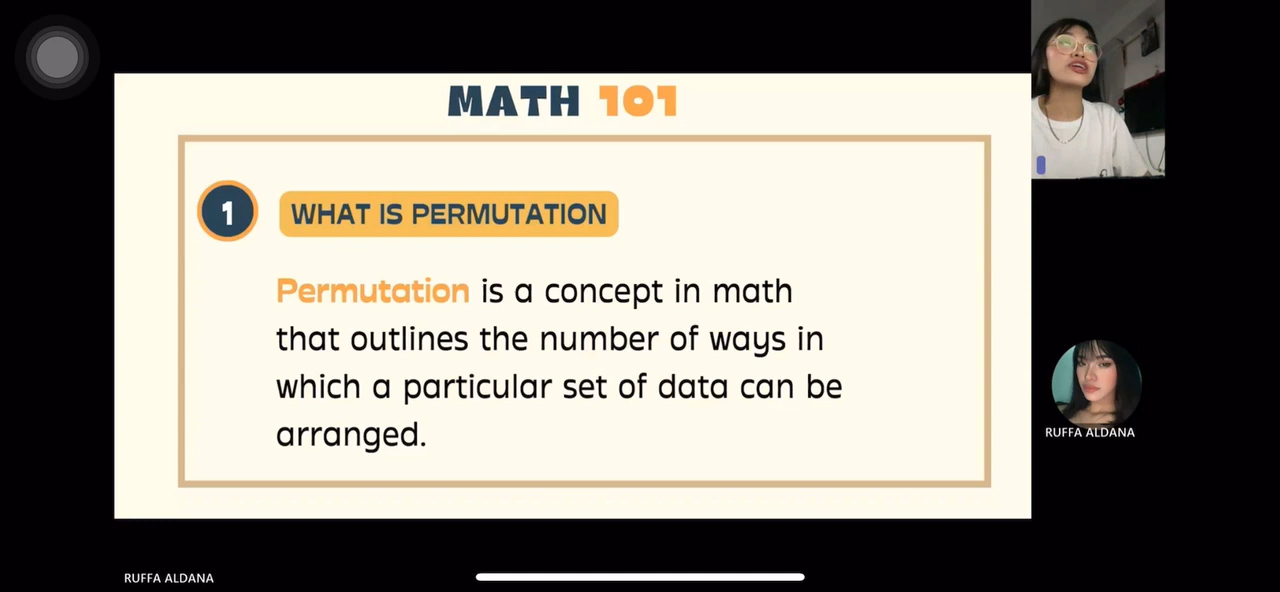 MATH 101
1
WHAT IS PERMUTATION
Permutation is a concept in math
that outlines the number of ways in
which a particular set of data can be
arranged.
RUFFA ALDANA
RUFFA ALDANA